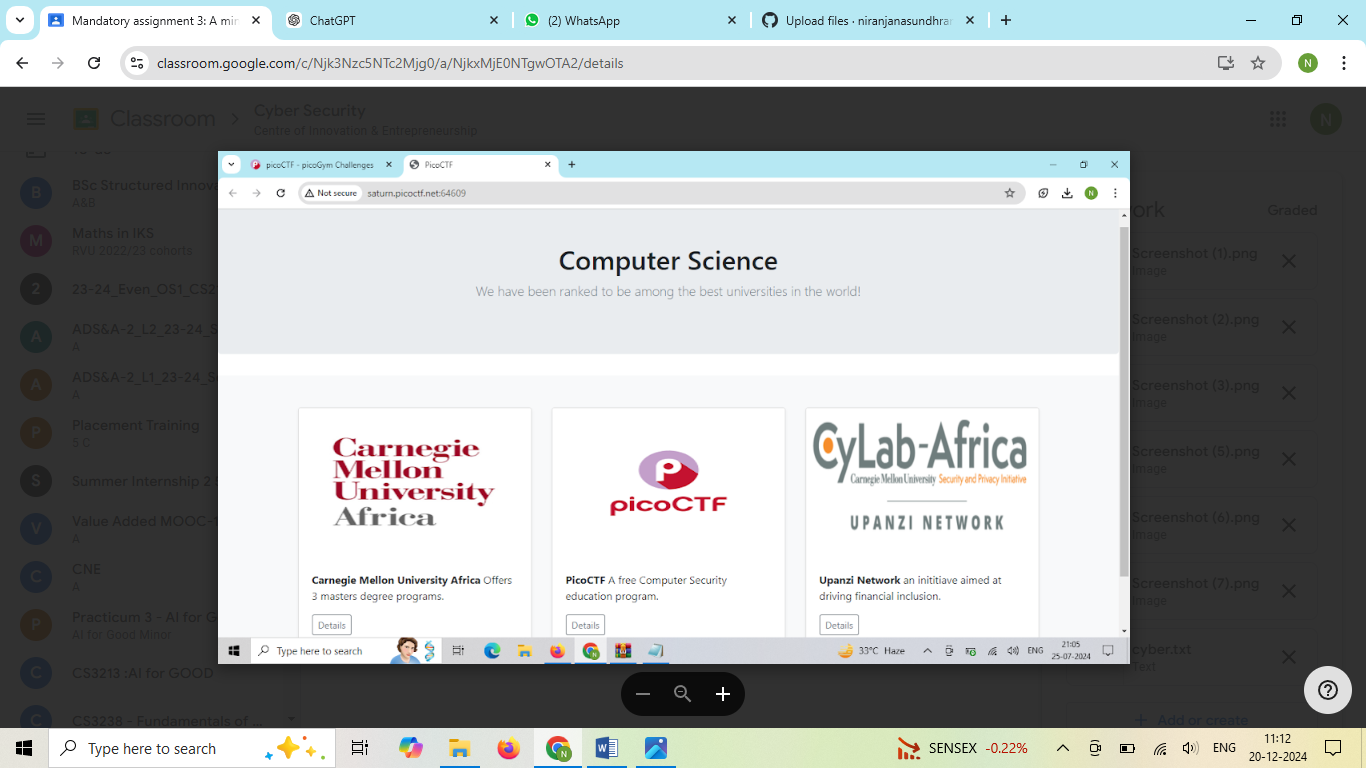 Mandatory assignment 3: A mir
ChatGPT
(2) WhatsApp
Upload files · niranjanasundhrar
classroom.google.com/c/Njk3Nzc5NTc2Mjg0/a/NjkxMjE0NTgwOTA2/details
N
Classroom
Cyber Security
Centre of Innovation & Entrepreneurship
N
B
BSc Structured Innova
A&B
M
Maths in IKS
RVU 2022/23 cohorts
2
23-24_Even_OS1_CS2
A
ADS&A-2_L2_23-24_S
A
A
ADS&A-2_L1_23-24_S
A
P
Placement Training
S C
S
Summer Internship 2
V
Value Added MOOC-1
A
C
CNE
A
P
Practicum 3 - AI for G
AI for Good Minor
C
CS3213 :AI for GOOD
C
CS3238 - Fundamentals of ...
picoCTF - picoGym Challenges
PicoCTF
Not secure
saturn.picoctf.net:64609
N
Computer Science
We have been ranked to be among the best universities in the world!
Carnegie
Mellon
University
Africa
Carnegie Mellon University Africa Offers
3 masters degree programs.
Details
P
picoCTF
PicoCTF A free Computer Security
education program.
Details
CyLab-Africa
Carnegie Mellon University Security and Privacy Initiative
UPANZI NETWORK
Upanzi Network an inititiave aimed at
driving financial inclusion.
Details
Type here to search
33°C Haze
ENG
21:05
25-07-2024
ork
Graded
Screenshot (1).png
Image
Screenshot (2).png
Image
Screenshot (3).png
Image
Screenshot (5).png
Image
Screenshot (6).png
Image
Screenshot (7).png
Image
cyber.txt
Text
Add or create
Type here to search
SENSEX -0.22%
ENG
11:12
20-12-2024